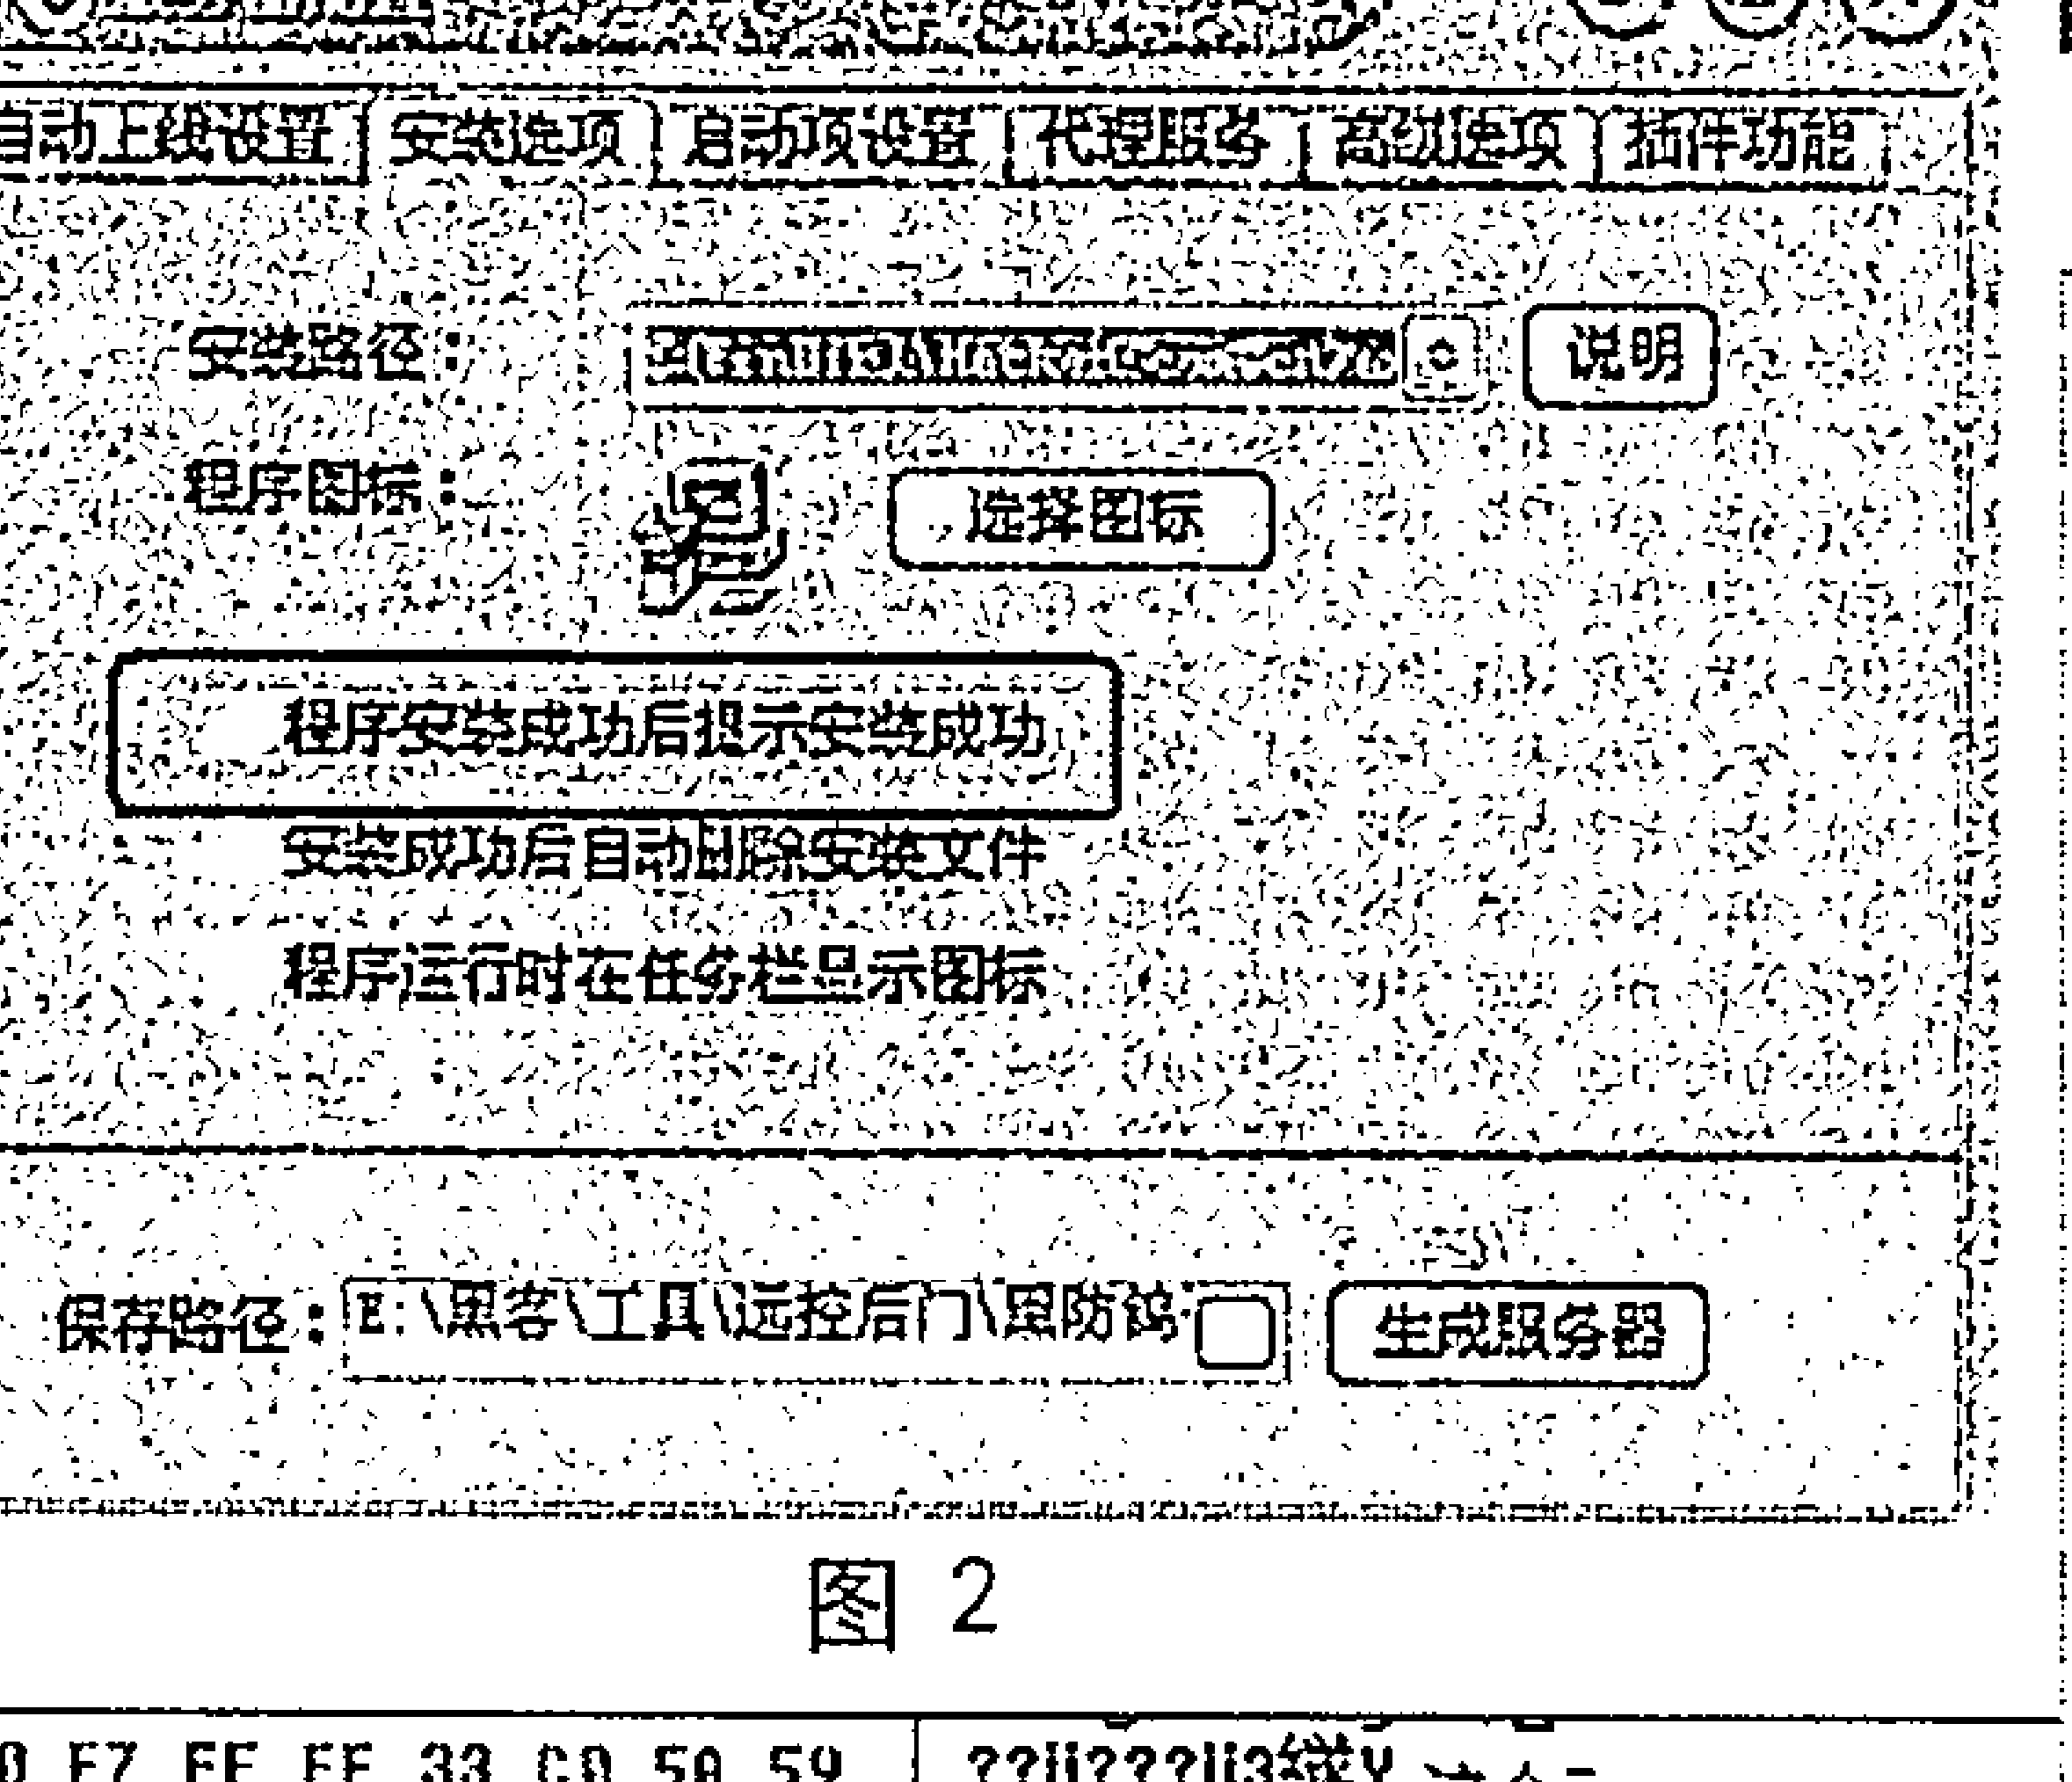 自动上线设置 安装选项 启动项设置 代理服务 高级选项 插件功能
安装路径： 说明
程序图标： 选择图标
程序安装成功后提示安装成功
安装成功后自动删除安装文件
程序运行时在任务栏显示图标
保存路径： E:\黑客\工具\远控后门\黑防鸽 生成服务器
图 2
F7 FF FF 33 C0 5A 59